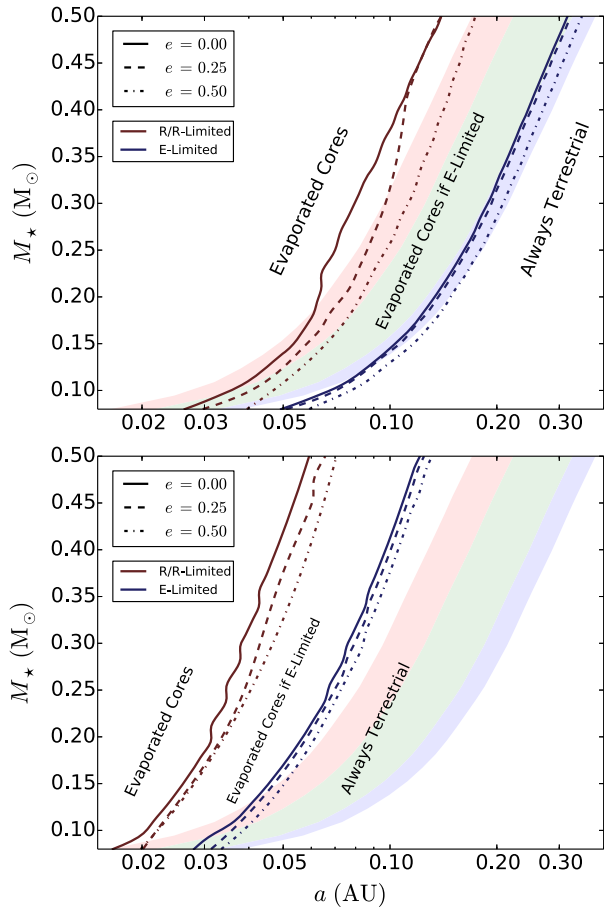 0.50
0.45
0.40
0.35
0.30
0.25
0.20
0.15
0.10
M⋆ (M⊙)
e = 0.00
e = 0.25
e = 0.50
R/R-Limited
E-Limited
Evaporated Cores
Evaporated Cores if E-Limited
Always Terrestrial
0.02 0.03 0.05 0.10 0.20 0.30
0.50
0.45
0.40
0.35
0.30
0.25
0.20
0.15
0.10
M⋆ (M⊙)
e = 0.00
e = 0.25
e = 0.50
R/R-Limited
E-Limited
Evaporated Cores
Evaporated Cores if E-Limited
Always Terrestrial
0.02 0.03 0.05 0.10 0.20 0.30
a (AU)